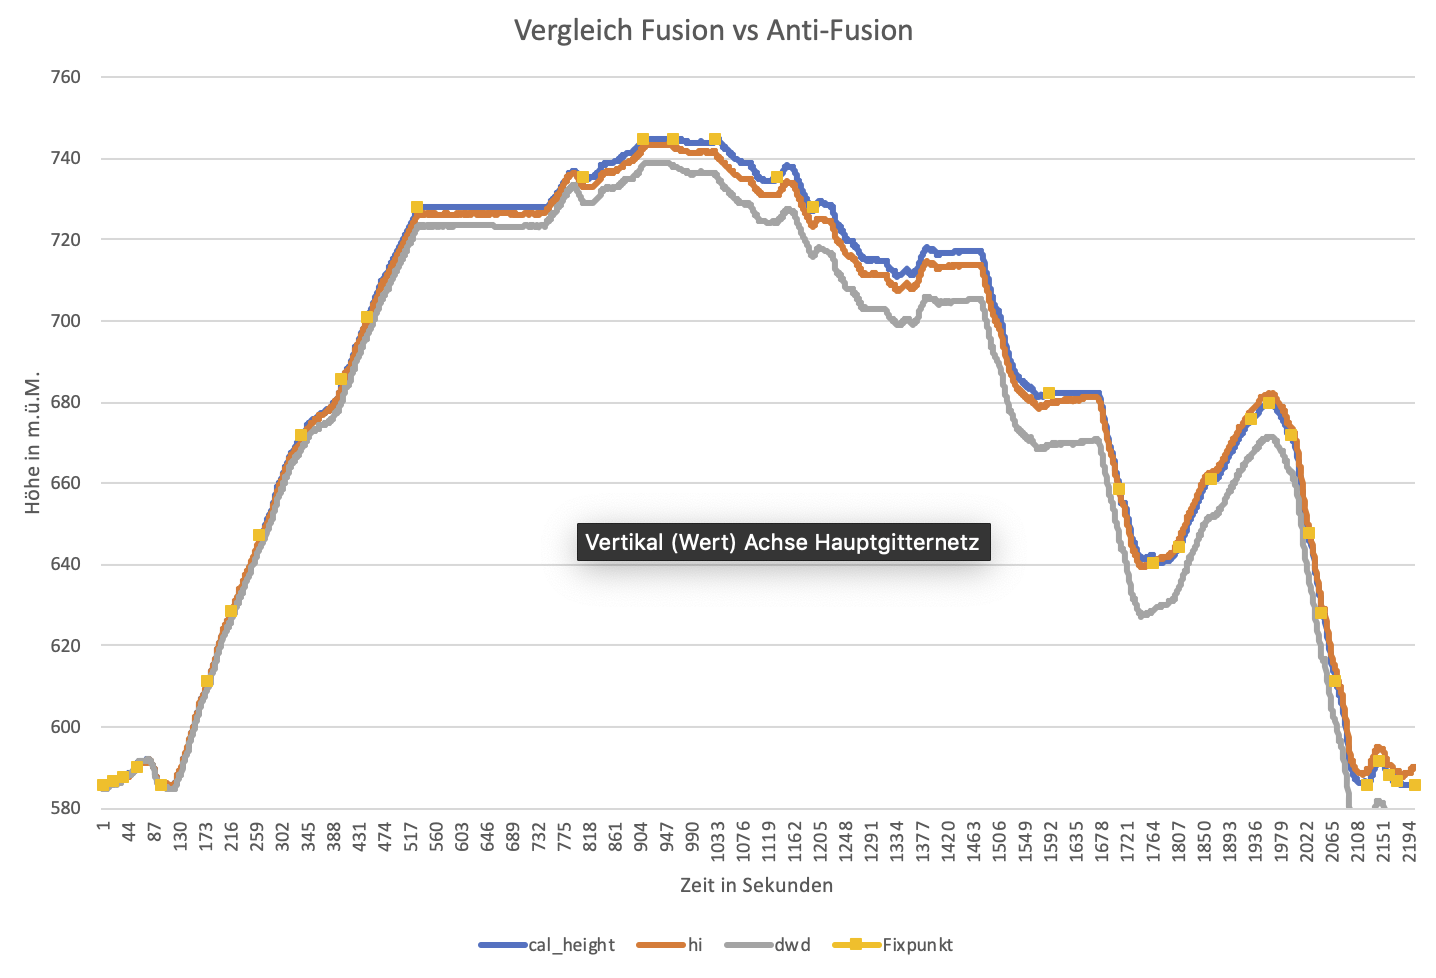 Vergleich Fusion vs Anti-Fusion
760
740
720
700
680
660
640
620
600
580
Höhe in m.ü.M.
Vertikal (Wert) Achse Hauptgitternetz
1 44 87 130 173 216 259 302 345 388 431 474 517 560 603 646 689 732 775 818 861 904 947 990 1033 1076 1119 1162 1205 1248 1291 1334 1377 1420 1463 1506 1549 1592 1635 1678 1721 1764 1807 1850 1893 1936 1979 2022 2065 2108 2151 2194
Zeit in Sekunden
cal_height hi dwd Fixpunkt